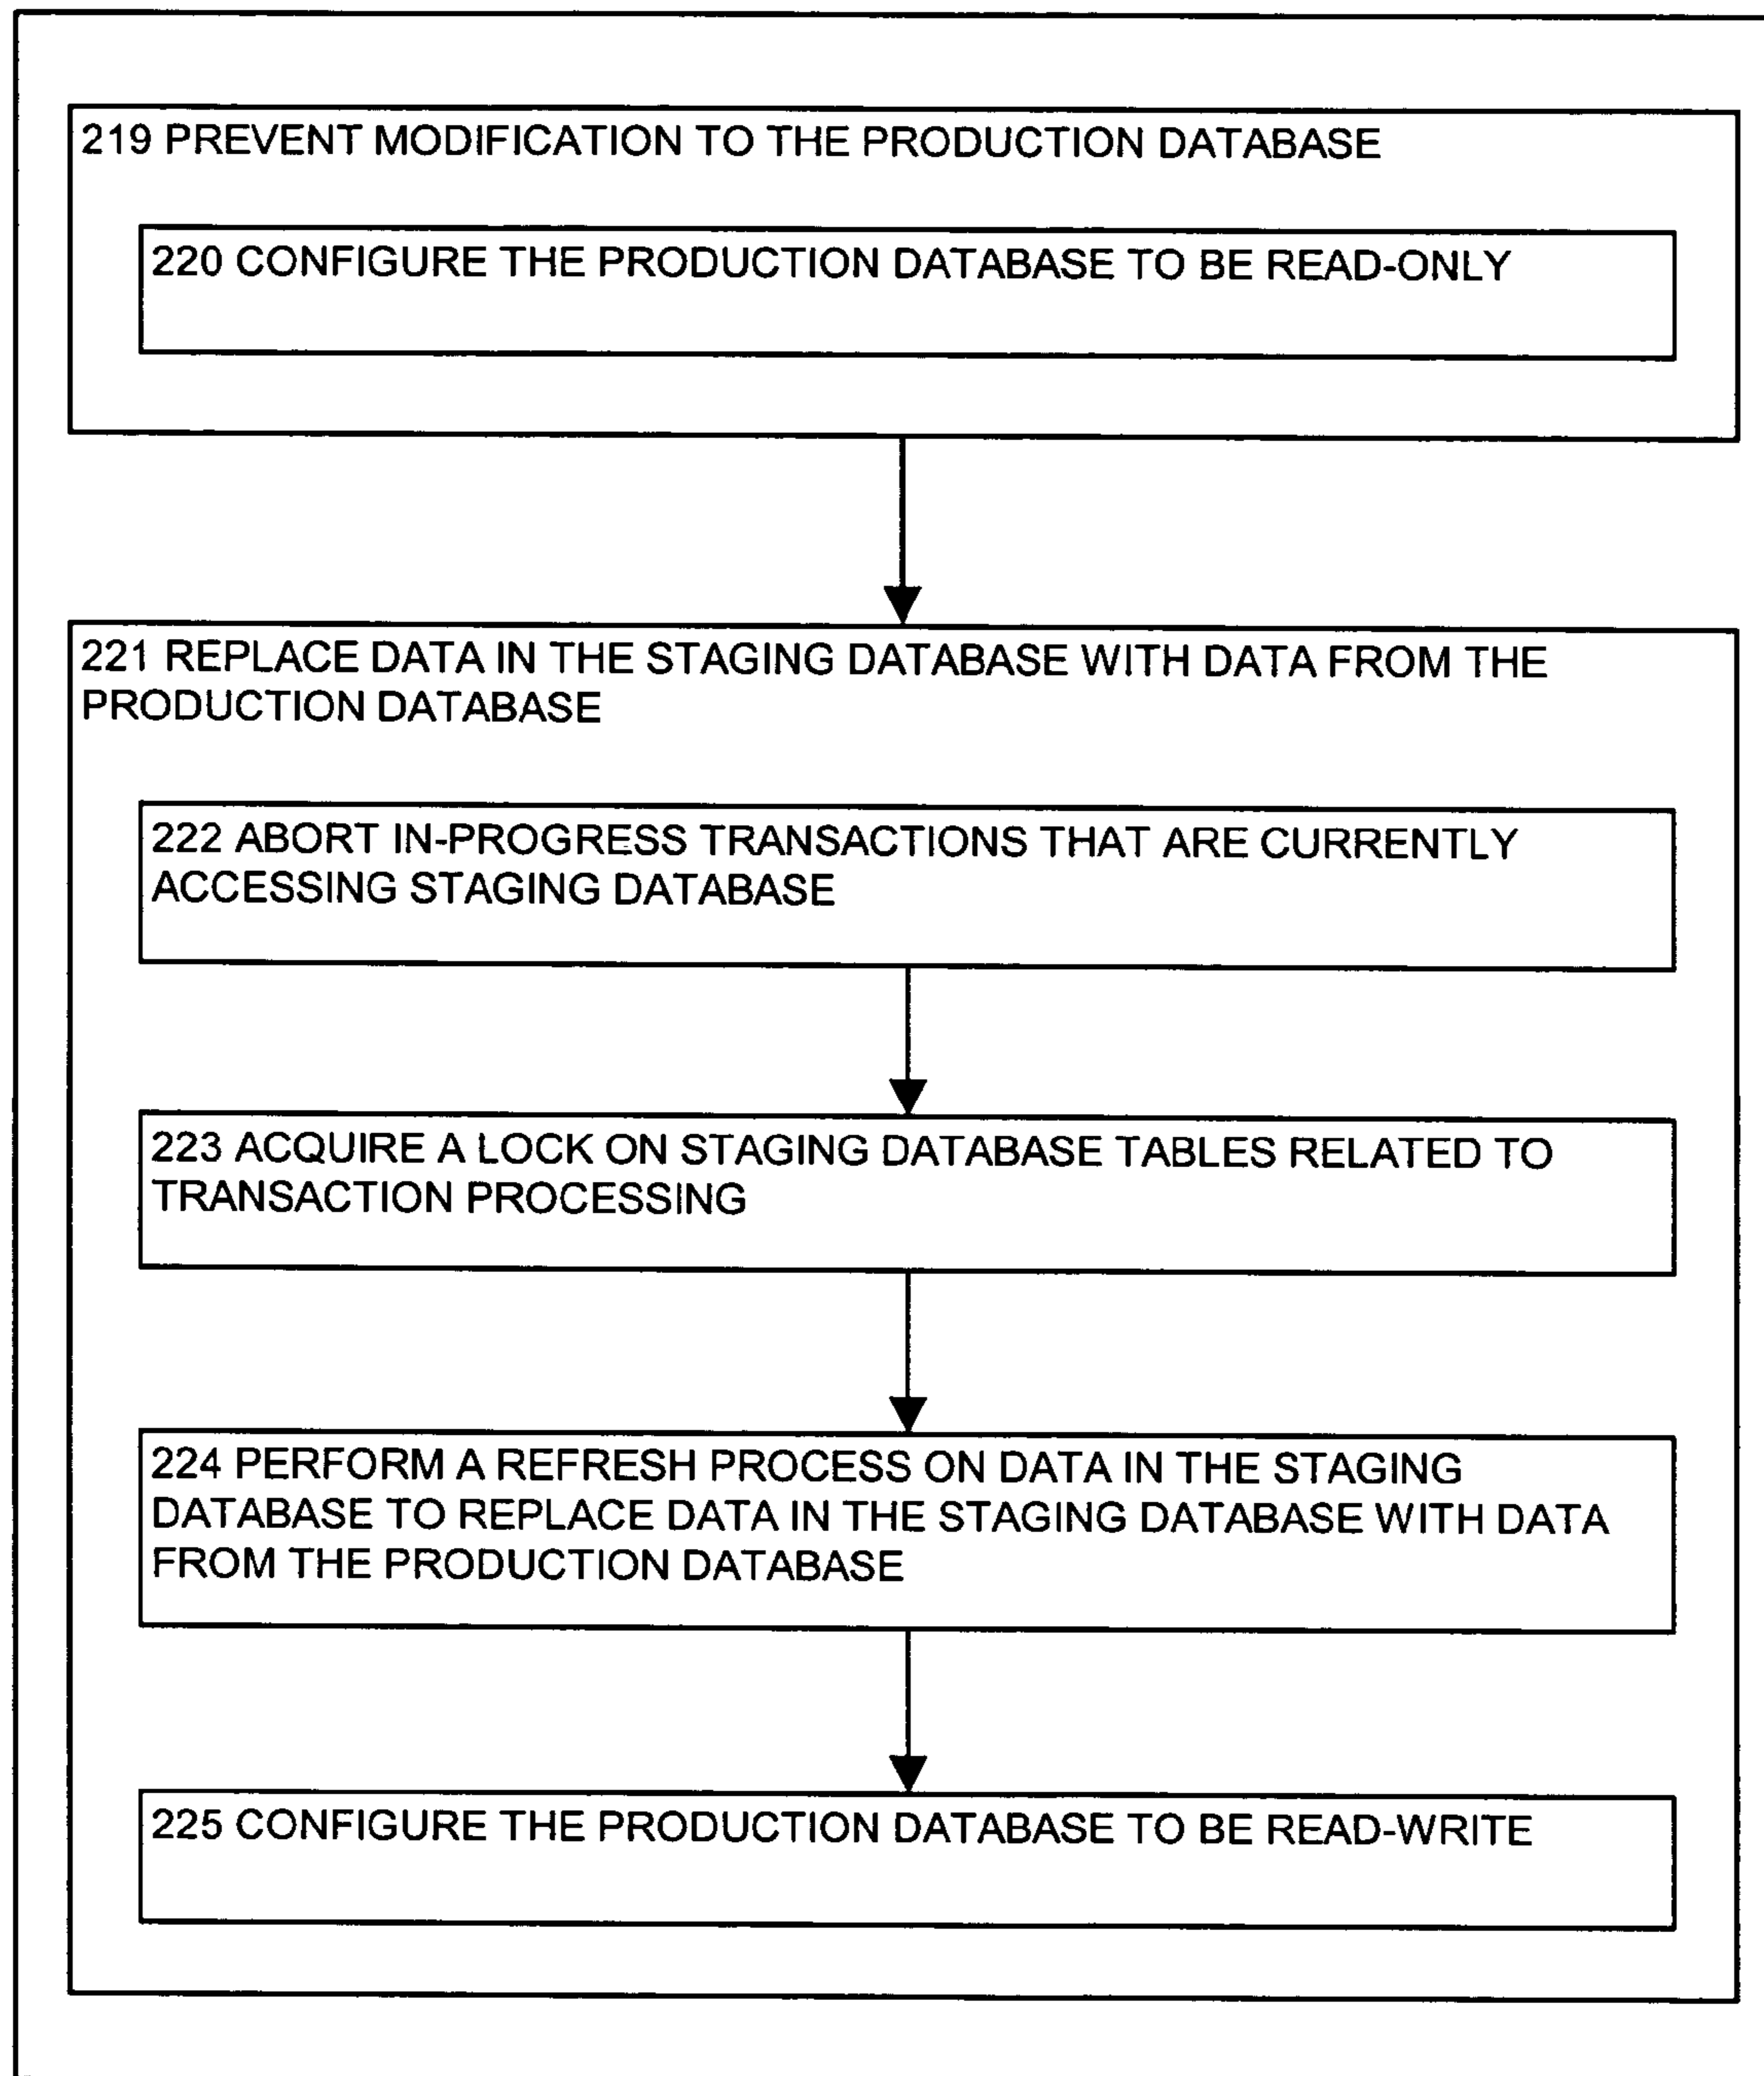 219 PREVENT MODIFICATION TO THE PRODUCTION DATABASE
220 CONFIGURE THE PRODUCTION DATABASE TO BE READ-ONLY
221 REPLACE DATA IN THE STAGING DATABASE WITH DATA FROM THE
PRODUCTION DATABASE
222 ABORT IN-PROGRESS TRANSACTIONS THAT ARE CURRENTLY
ACCESSING STAGING DATABASE
223 ACQUIRE A LOCK ON STAGING DATABASE TABLES RELATED TO
TRANSACTION PROCESSING
224 PERFORM A REFRESH PROCESS ON DATA IN THE STAGING
DATABASE TO REPLACE DATA IN THE STAGING DATABASE WITH DATA
FROM THE PRODUCTION DATABASE
225 CONFIGURE THE PRODUCTION DATABASE TO BE READ-WRITE